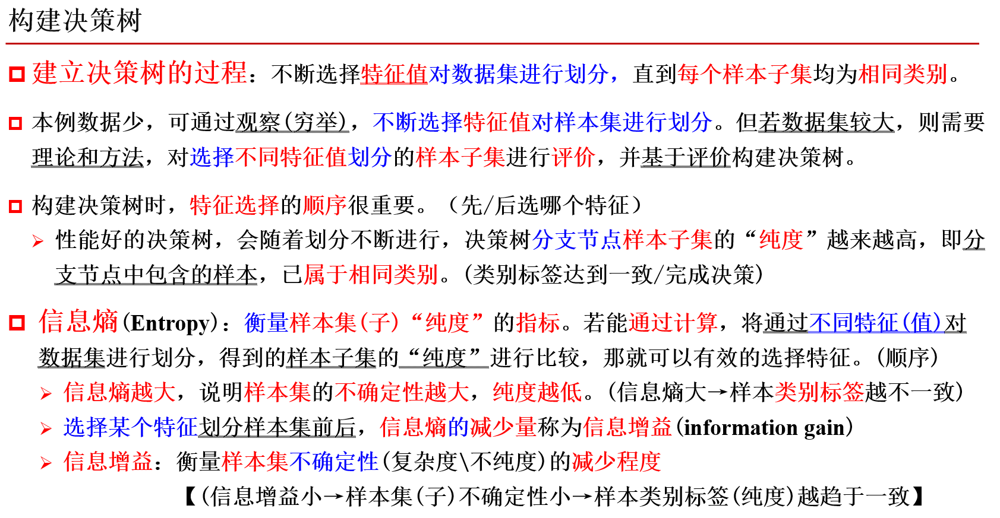 构建决策树
建立决策树的过程：不断选择特征值对数据集进行划分，直到每个样本子集均为相同类别。
本例数据少，可通过观察(穷举)，不断选择特征值对样本集进行划分。但若数据集较大，则需要
理论和方法，对选择不同特征值划分的样本子集进行评价，并基于评价构建决策树。
构建决策树时，特征选择的顺序很重要。（先/后选哪个特征）
性能好的决策树，会随着划分不断进行，决策树分支节点样本子集的“纯度”越来越高，即分
支节点中包含的样本，已属于相同类别。(类别标签达到一致/完成决策)
信息熵(Entropy)：衡量样本集(子)“纯度”的指标。若能通过计算，将通过不同特征(值)对
数据集进行划分，得到的样本子集的“纯度”进行比较，那就可以有效的选择特征。(顺序)
信息熵越大，说明样本集的不确定性越大，纯度越低。(信息熵大→样本类别标签越不一致)
选择某个特征划分样本集前后，信息熵的减少量称为信息增益(information gain)
信息增益：衡量样本集不确定性(复杂度\不纯度)的减少程度
【(信息增益小→样本集(子)不确定性小→样本类别标签(纯度)越趋于一致】